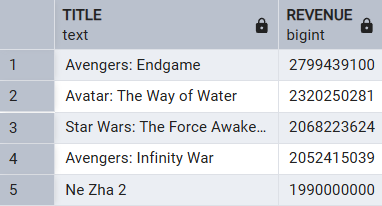 TITLE REVENUE
text bigint
1 Avengers: Endgame 2799439100
2 Avatar: The Way of Water 2320250281
3 Star Wars: The Force Awake... 2068223624
4 Avengers: Infinity War 2052415039
5 Ne Zha 2 1990000000